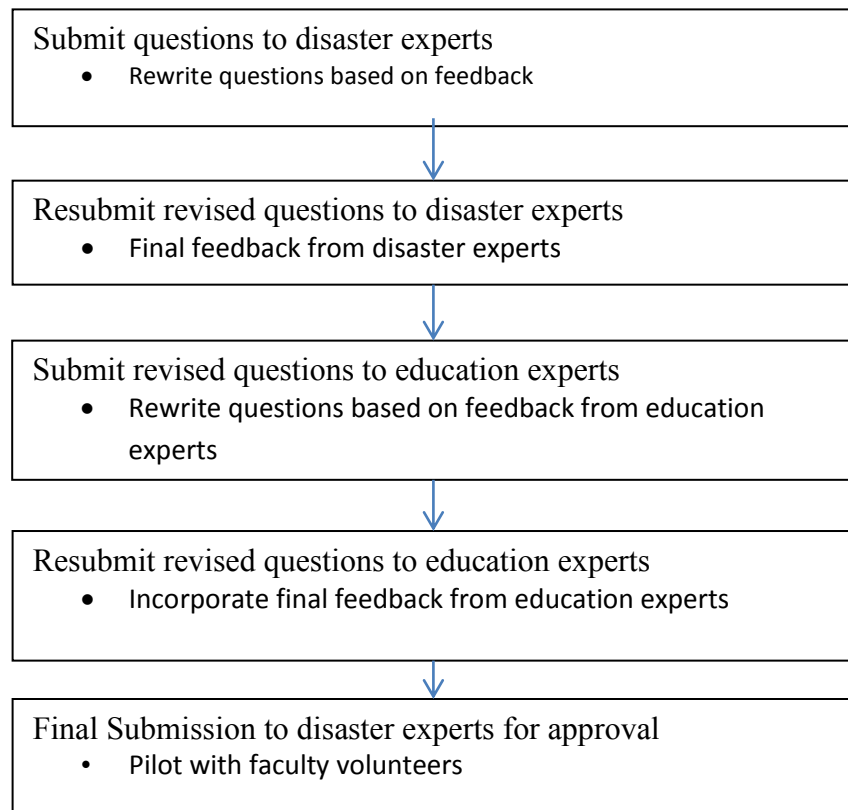 Submit questions to disaster experts
• Rewrite questions based on feedback
Resubmit revised questions to disaster experts
• Final feedback from disaster experts
Submit revised questions to education experts
• Rewrite questions based on feedback from education
experts
Resubmit revised questions to education experts
• Incorporate final feedback from education experts
Final Submission to disaster experts for approval
• Pilot with faculty volunteers